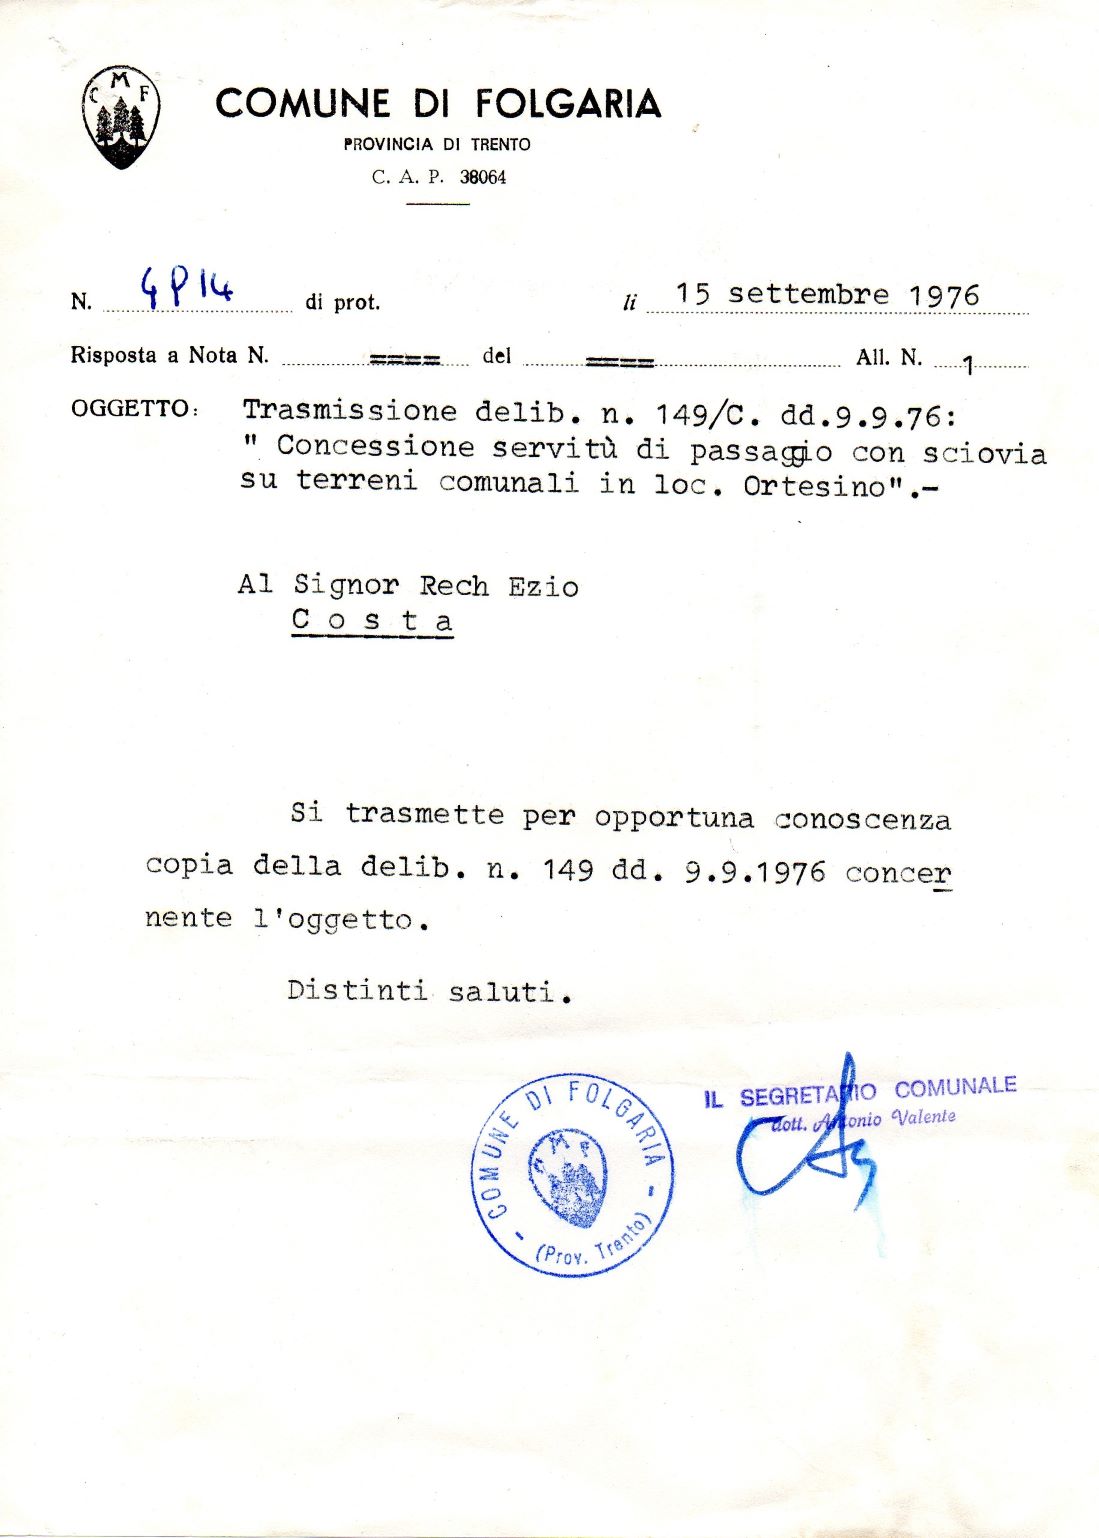 C M F
COMUNE DI FOLGARIA
PROVINCIA DI TRENTO
C. A. P. 38064
N. di prot. li 15 settembre 1976
Risposta a Nota N. ==== del ==== All. N. 1
OGGETTO: Trasmissione delib. n. 149/C. dd.9.9.76:
" Concessione servitù di passaggio con sciovia
su terreni comunali in loc. Ortesino".-
Al Signor Rech Ezio
C o s t a
Si trasmette per opportuna conoscenza
copia della delib. n. 149 dd. 9.9.1976 concer
nente l'oggetto.
Distinti saluti.
IL SEGRETARIO COMUNALE
dott. Antonio Valente
- COMUNE DI FOLGARIA -
C M F
(Prov. Trento)